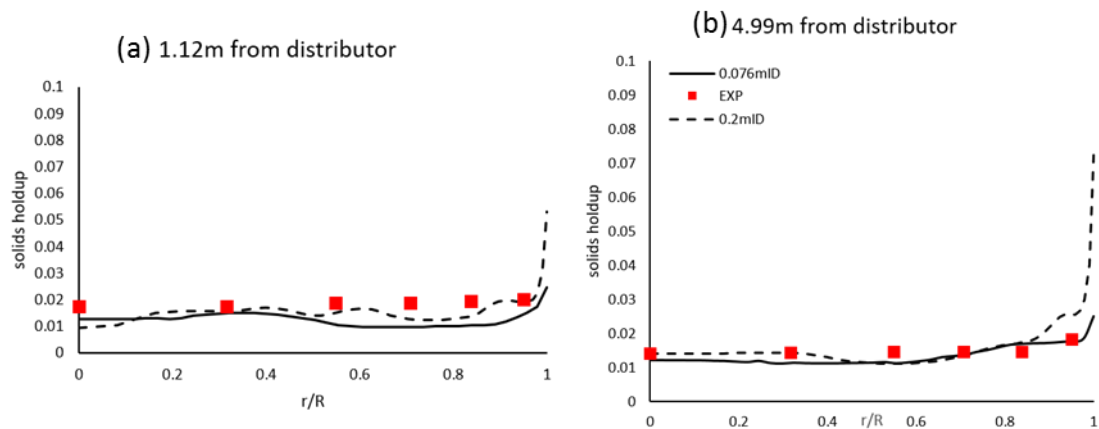 (a) 1.12m from distributor
0.1
0.09
0.08
0.07
0.06
0.05
0.04
0.03
0.02
0.01
0
solids holdup
0 0.2 0.4 0.6 0.8 1
r/R
(b) 4.99m from distributor
0.076mID
EXP
0.2mID
0.1
0.09
0.08
0.07
0.06
0.05
0.04
0.03
0.02
0.01
0
solids holdup
0 0.2 0.4 r/R 0.6 0.8 1